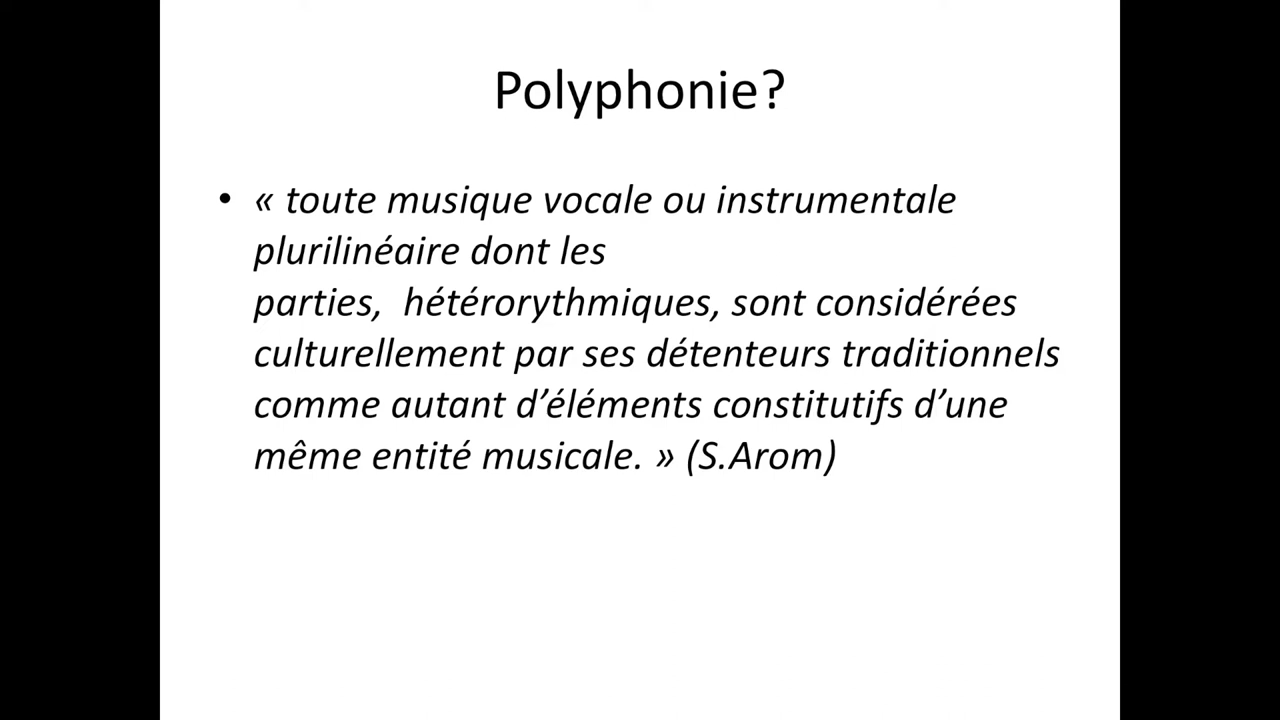 Polyphonie?
• « toute musique vocale ou instrumentale
plurilinéaire dont les
parties,  hétérorythmiques, sont considérées
culturellement par ses détenteurs traditionnels
comme autant d’éléments constitutifs d’une
même entité musicale. » (S.Arom)